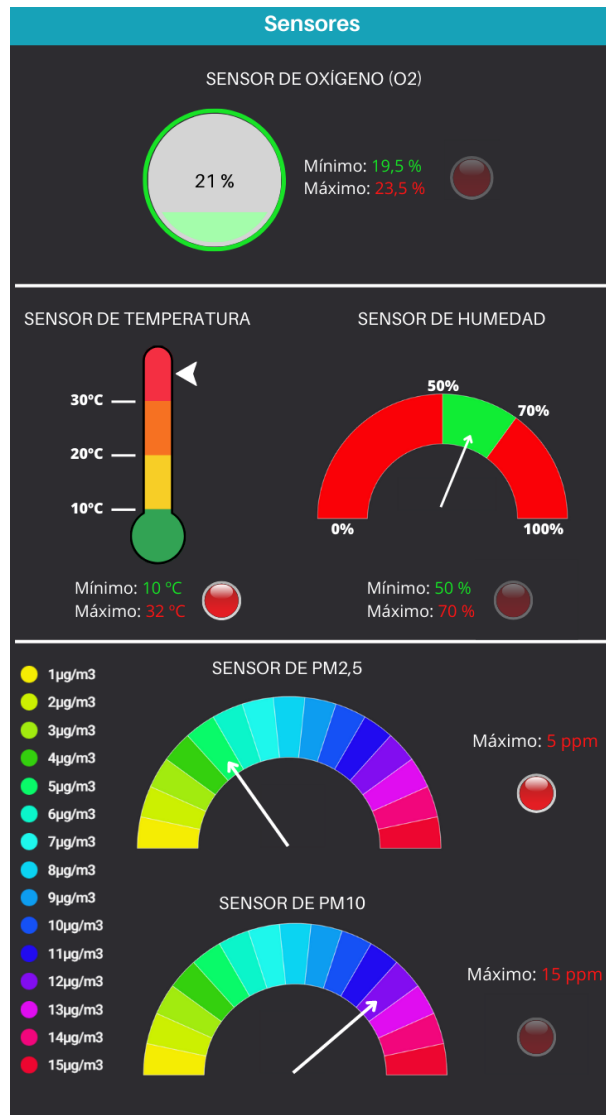 Sensores
SENSOR DE OXÍGENO (O2)
21 %
Mínimo: 19,5 %
Máximo: 23,5 %
SENSOR DE TEMPERATURA
30ºC
20ºC
10ºC
Mínimo: 10 ºC
Máximo: 32 ºC
SENSOR DE HUMEDAD
50%
70%
0%
100%
Mínimo: 50 %
Máximo: 70 %
SENSOR DE PM2,5
1µg/m3
2µg/m3
3µg/m3
4µg/m3
5µg/m3
6µg/m3
7µg/m3
8µg/m3
9µg/m3
10µg/m3
11µg/m3
12µg/m3
13µg/m3
14µg/m3
15µg/m3
Máximo: 5 ppm
SENSOR DE PM10
Máximo: 15 ppm